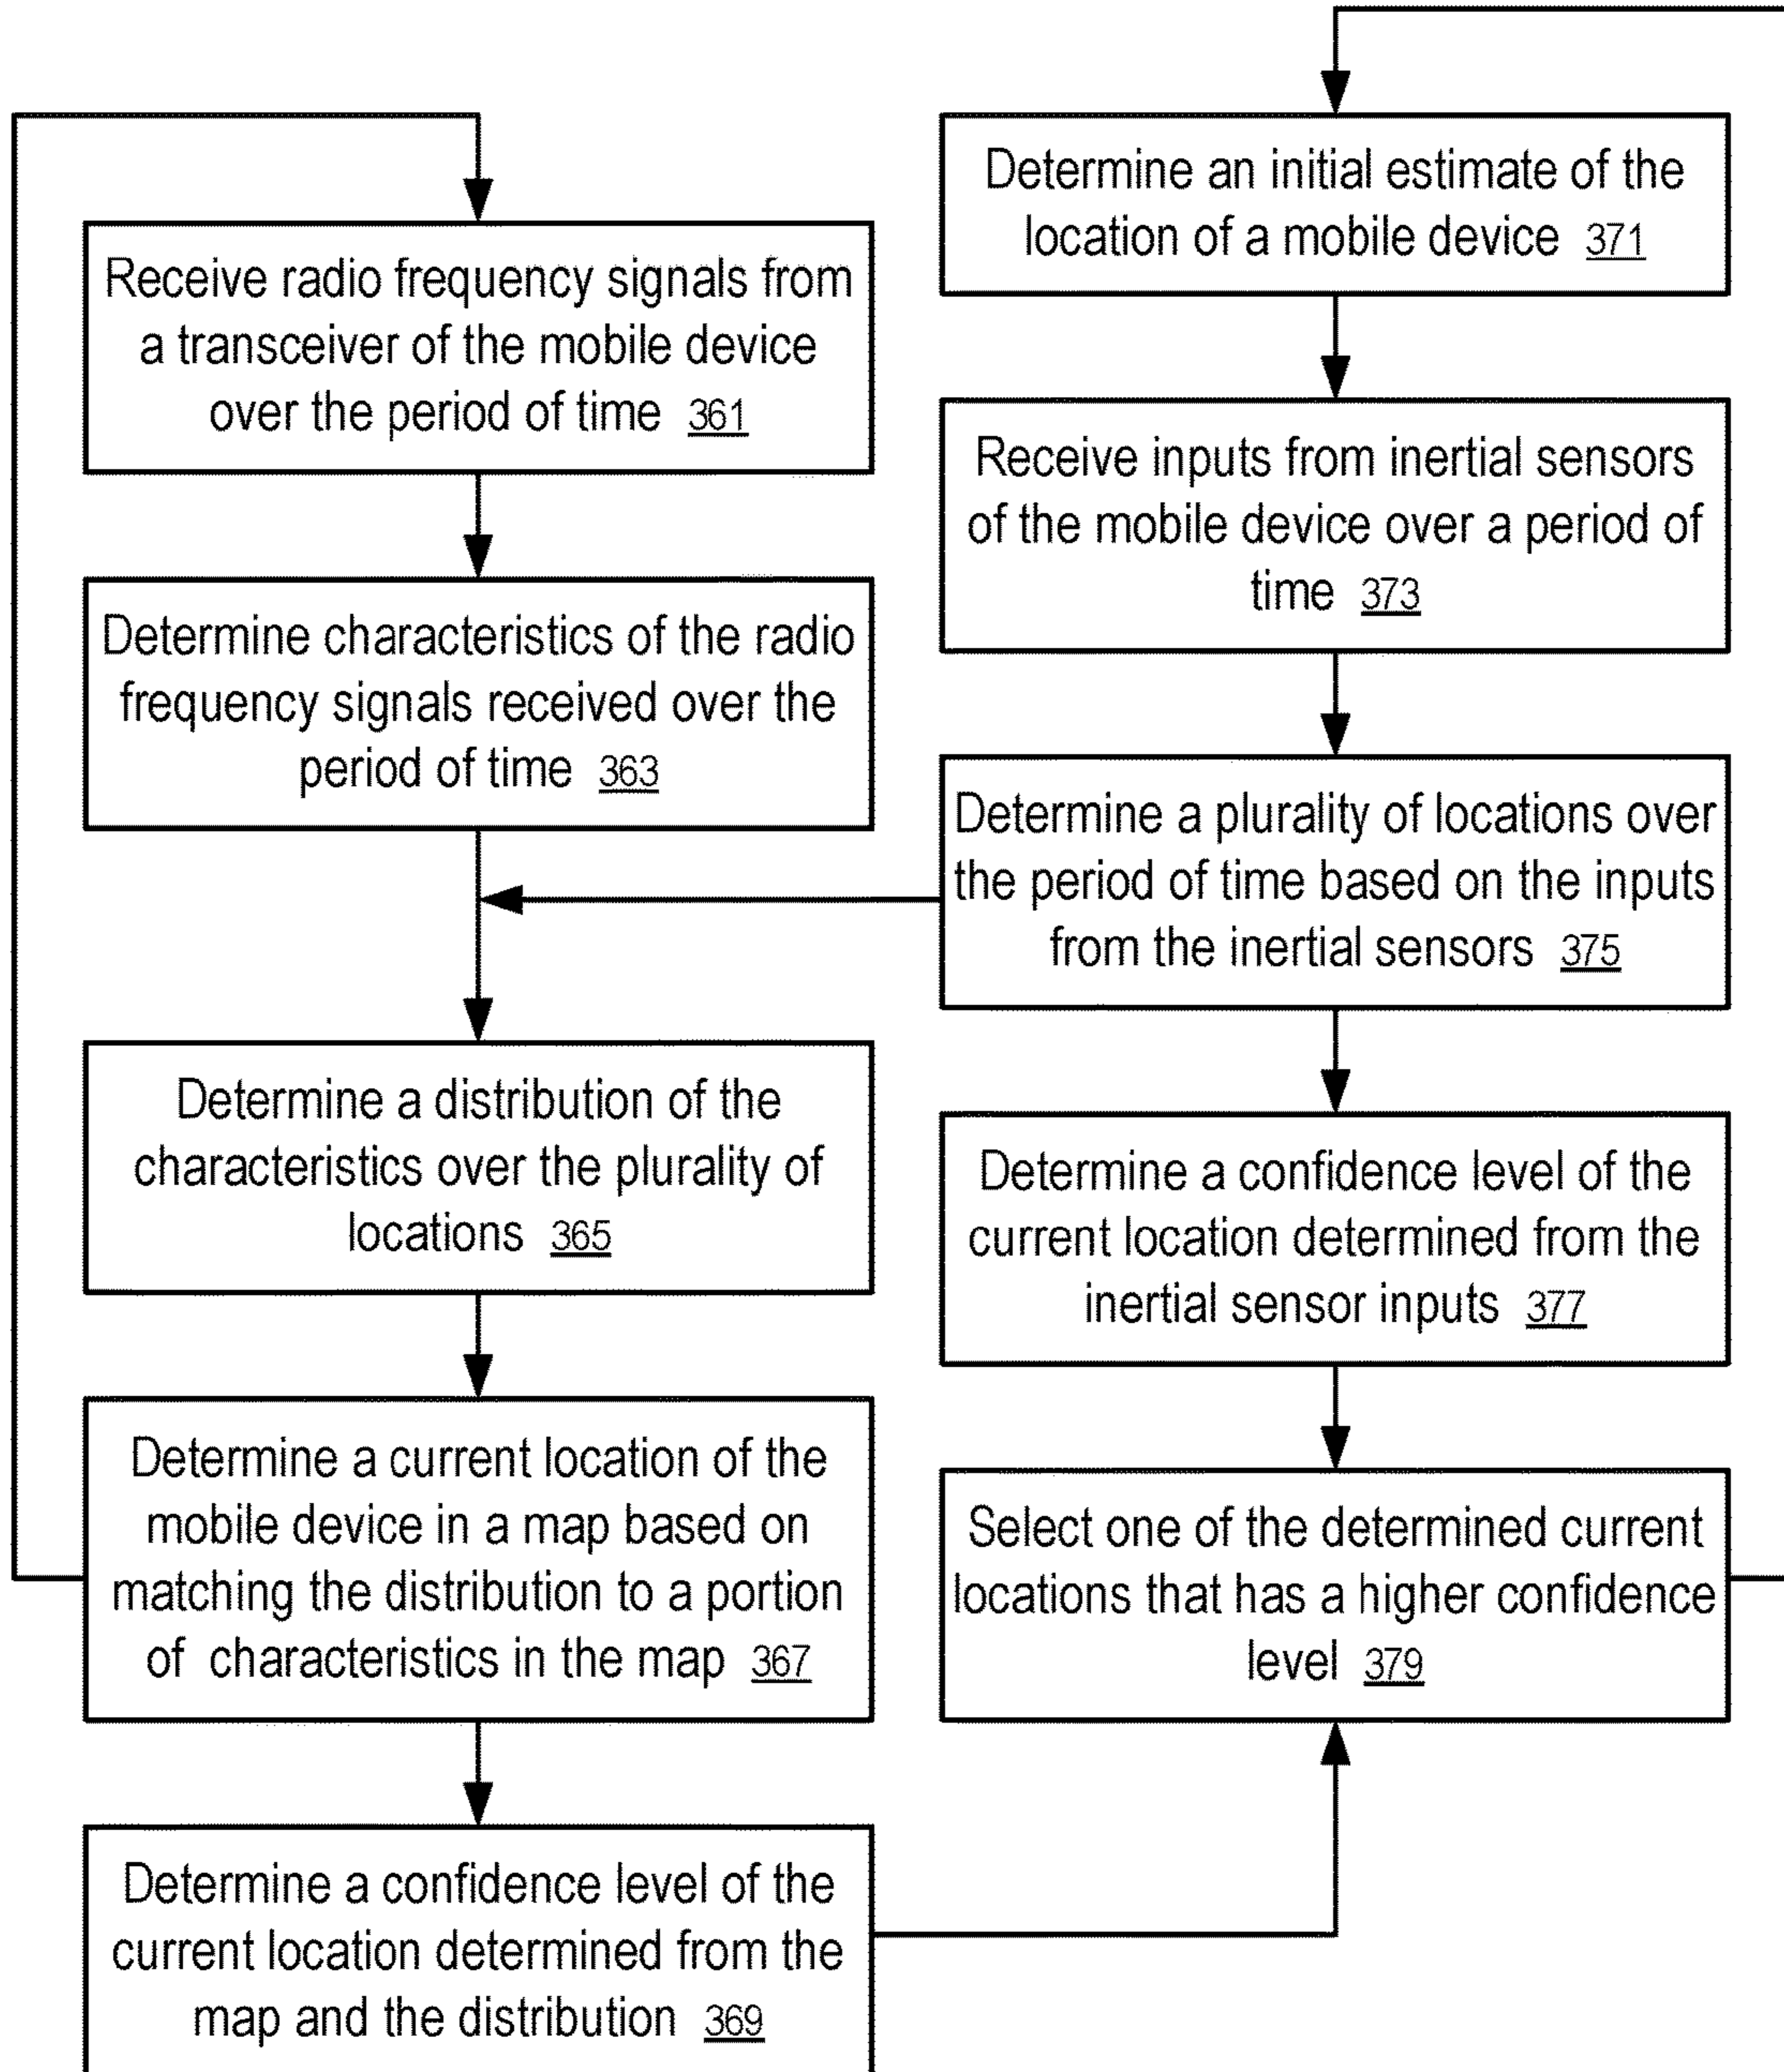 Receive radio frequency signals from
a transceiver of the mobile device
over the period of time 361
Determine characteristics of the radio
frequency signals received over the
period of time 363
Determine a distribution of the
characteristics over the plurality of
locations 365
Determine a current location of the
mobile device in a map based on
matching the distribution to a portion
of characteristics in the map 367
Determine a confidence level of the
current location determined from the
map and the distribution 369
Determine an initial estimate of the
location of a mobile device 371
Receive inputs from inertial sensors
of the mobile device over a period of
time 373
Determine a plurality of locations over
the period of time based on the inputs
from the inertial sensors 375
Determine a confidence level of the
current location determined from the
inertial sensor inputs 377
Select one of the determined current
locations that has a higher confidence
level 379